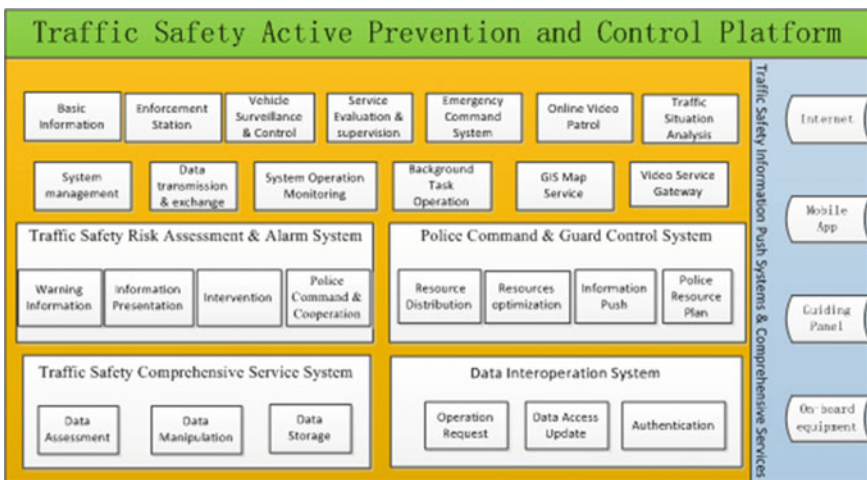 Traffic Safety Active Prevention and Control Platform
Basic
Information
Enforcement
Station
Vehicle
Surveillance
& Control
Service
Evaluation &
supervision
Emergency
Command
System
Online Video
Patrol
Traffic
Situation
Analysis
System
management
Data
transmission
& exchange
System Operation
Monitoring
Background
Task
Operation
GIS Map
Service
Video Service
Gateway
Traffic Safety Risk Assessment & Alarm System
Warning
Information
Information
Presentation
Intervention
Police
Command &
Cooperation
Police Command & Guard Control System
Resource
Distribution
Resources
optimization
Information
Push
Police
Resource
Plan
Traffic Safety Comprehensive Service System
Data
Assessment
Data
Manipulation
Data
Storage
Data Interoperation System
Operation
Request
Data Access
Update
Authentication
Traffic Safety Information Push Systems & Comprehensive Services
Internet
Mobile
App
Guiding
Panel
On-board
equipment